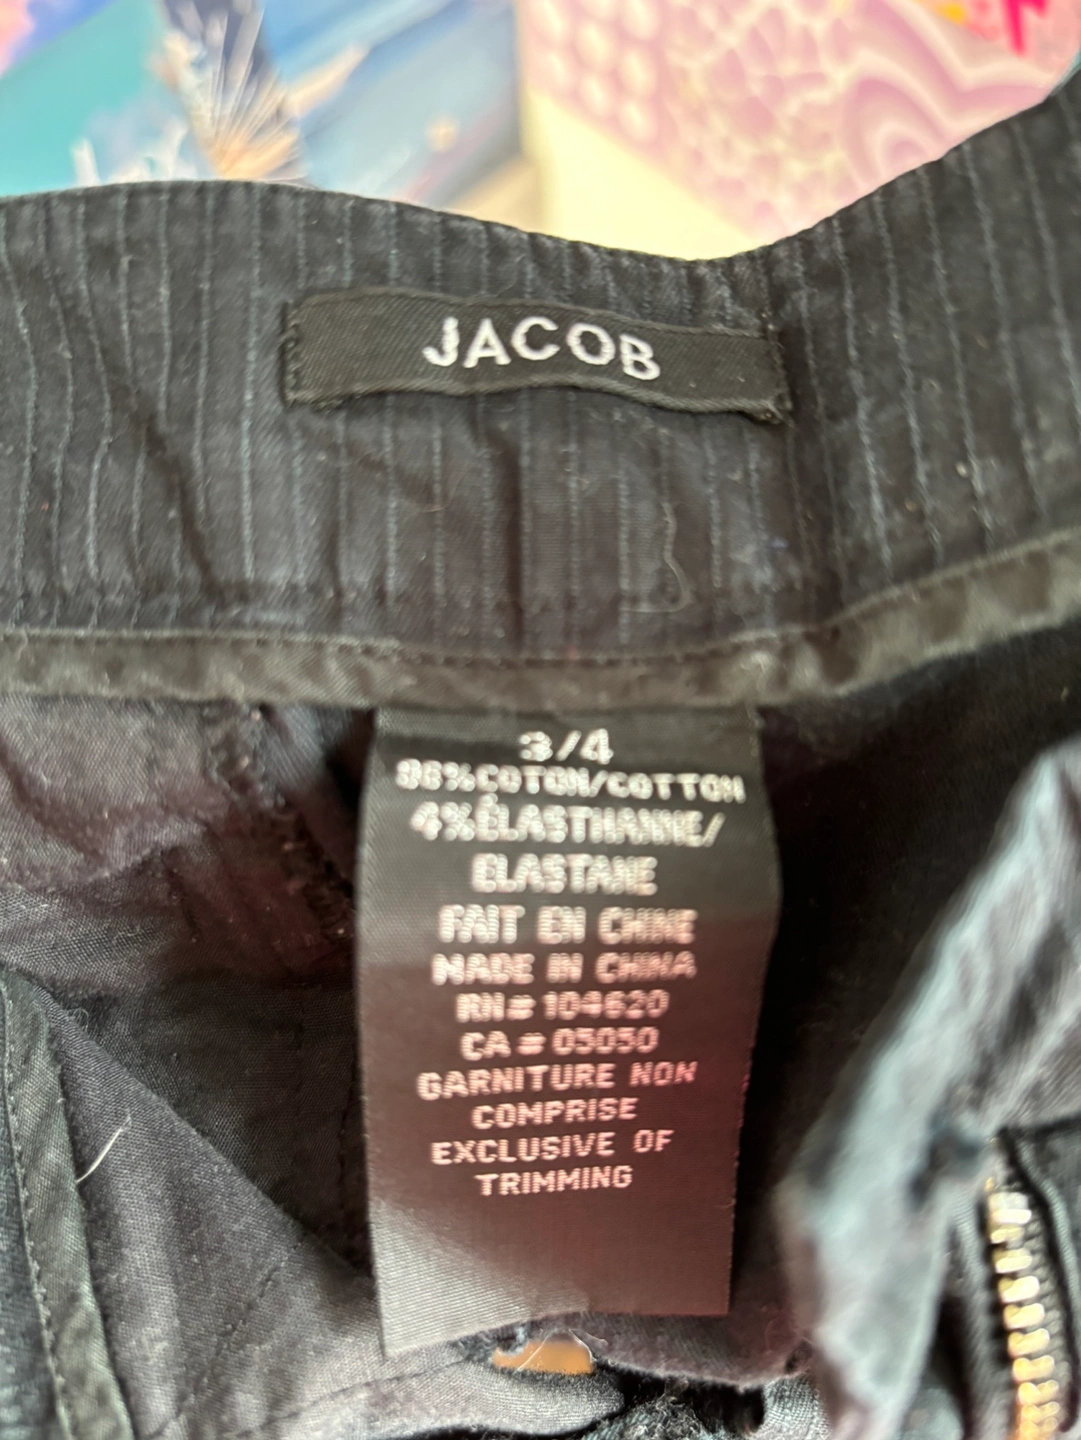 JACOB
3/4
96%COTON/COTTON
4%ÉLASTHANNE/
ELASTANE
FAIT EN CHINE
MADE IN CHINA
RN# 104620
CA # 05050
GARNITURE NON
COMPRISE
EXCLUSIVE OF
TRIMMING